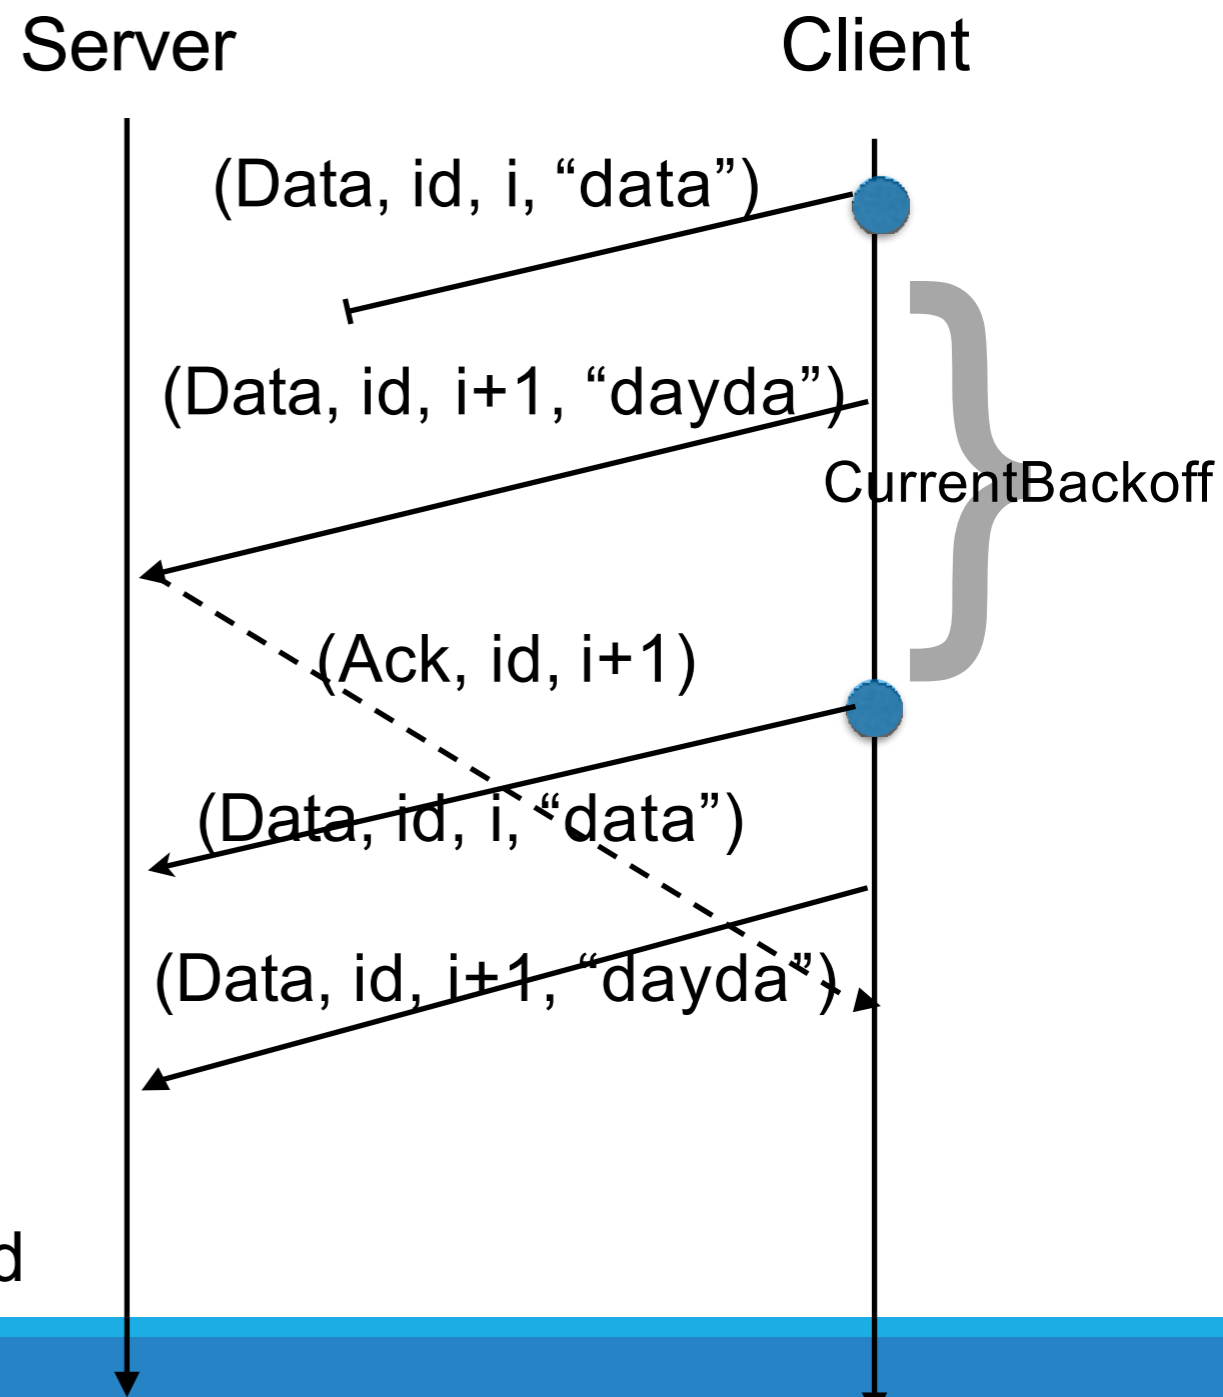 Server
Client
(Data, id, i, “data”)
(Data, id, i+1, “dayda”)
CurrentBackoff
(Ack, id, i+1)
(Data, id, i, “data”)
(Data, id, i+1, “dayda”)
d